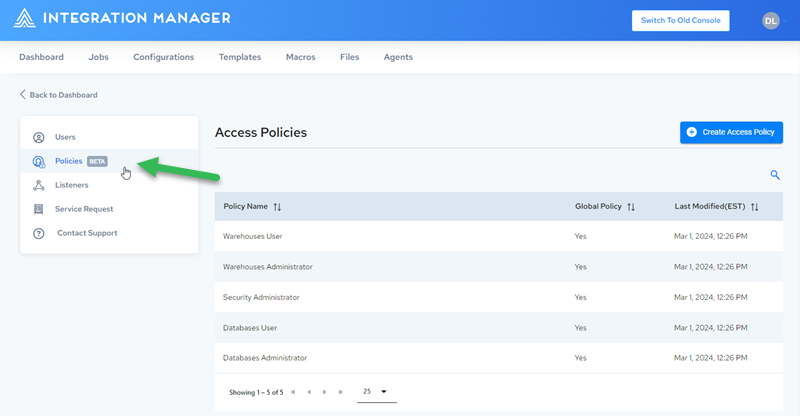 INTEGRATION MANAGER
Switch To Old Console
DL
Dashboard Jobs Configurations Templates Macros Files Agents
Back to Dashboard
Users
Policies BETA
Listeners
Service Request
Contact Support
Access Policies
Create Access Policy
Policy Name Global Policy Last Modified(EST)
Warehouses User Yes Mar 1, 2024, 12:26 PM
Warehouses Administrator Yes Mar 1, 2024, 12:26 PM
Security Administrator Yes Mar 1, 2024, 12:26 PM
Databases User Yes Mar 1, 2024, 12:26 PM
Databases Administrator Yes Mar 1, 2024, 12:26 PM
Showing 1 – 5 of 5 25